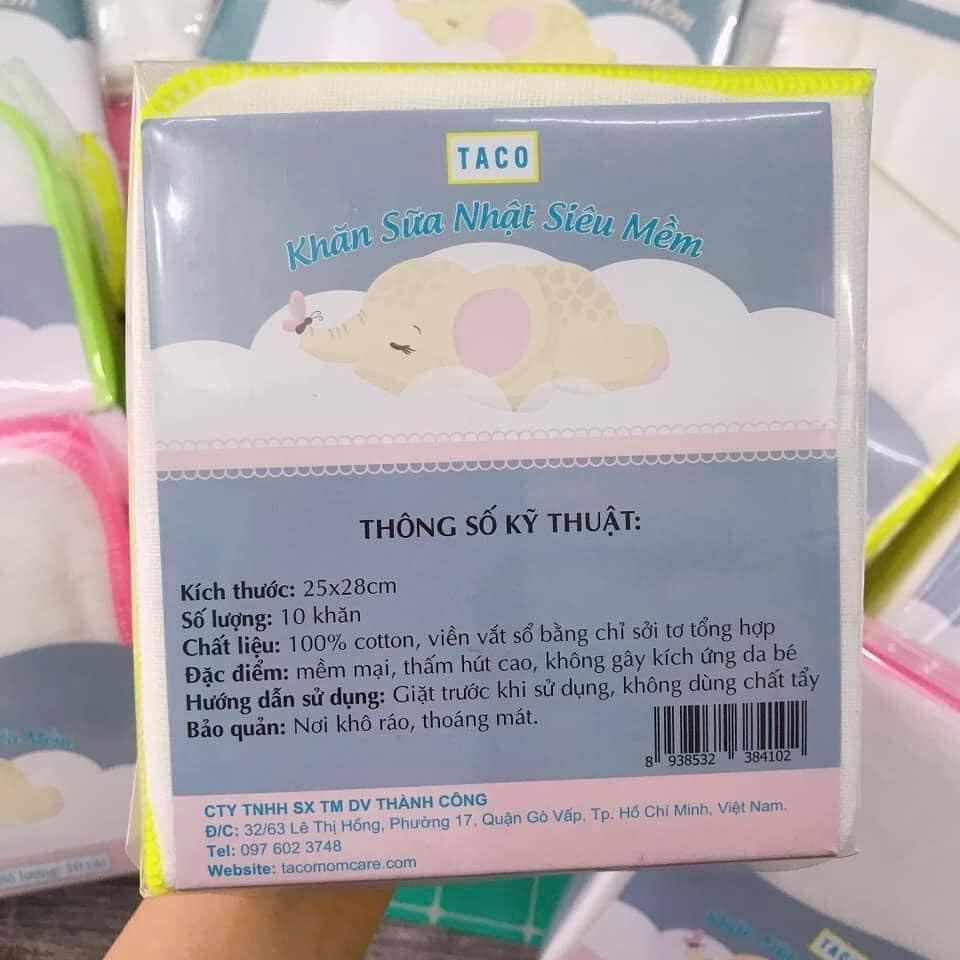 TACO
Khăn Sữa Nhật Siêu Mềm
THÔNG SỐ KỸ THUẬT:
Kích thước: 25x28cm
Số lượng: 10 khăn
Chất liệu: 100% cotton, viền vắt sổ bằng chỉ sởi tơ tổng hợp
Đặc điểm: mềm mại, thấm hút cao, không gây kích ứng da bé
Hướng dẫn sử dụng: Giặt trước khi sử dụng, không dùng chất tẩy
Bảo quản: Nơi khô ráo, thoáng mát.
8 938532 384102
CTY TNHH SX TM DV THÀNH CÔNG
Đ/C: 32/63 Lê Thị Hồng, Phường 17, Quận Gò Vấp, Tp. Hồ Chí Minh, Việt Nam.
Tel: 097 602 3748
Website: tacomomcare.com
Mềm
TACO